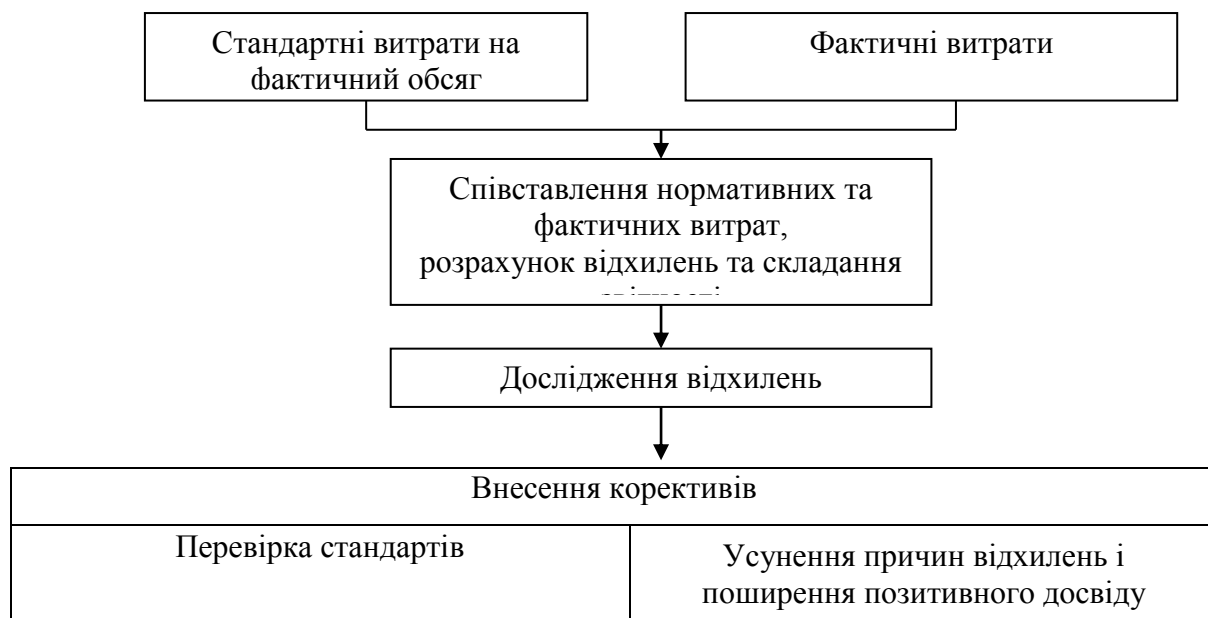 Стандартні витрати на
фактичний обсяг
Фактичні витрати
Співставлення нормативних та
фактичних витрат,
розрахунок відхилень та складання
Дослідження відхилень
Внесення корективів
Перевірка стандартів
Усунення причин відхилень і
поширення позитивного досвіду